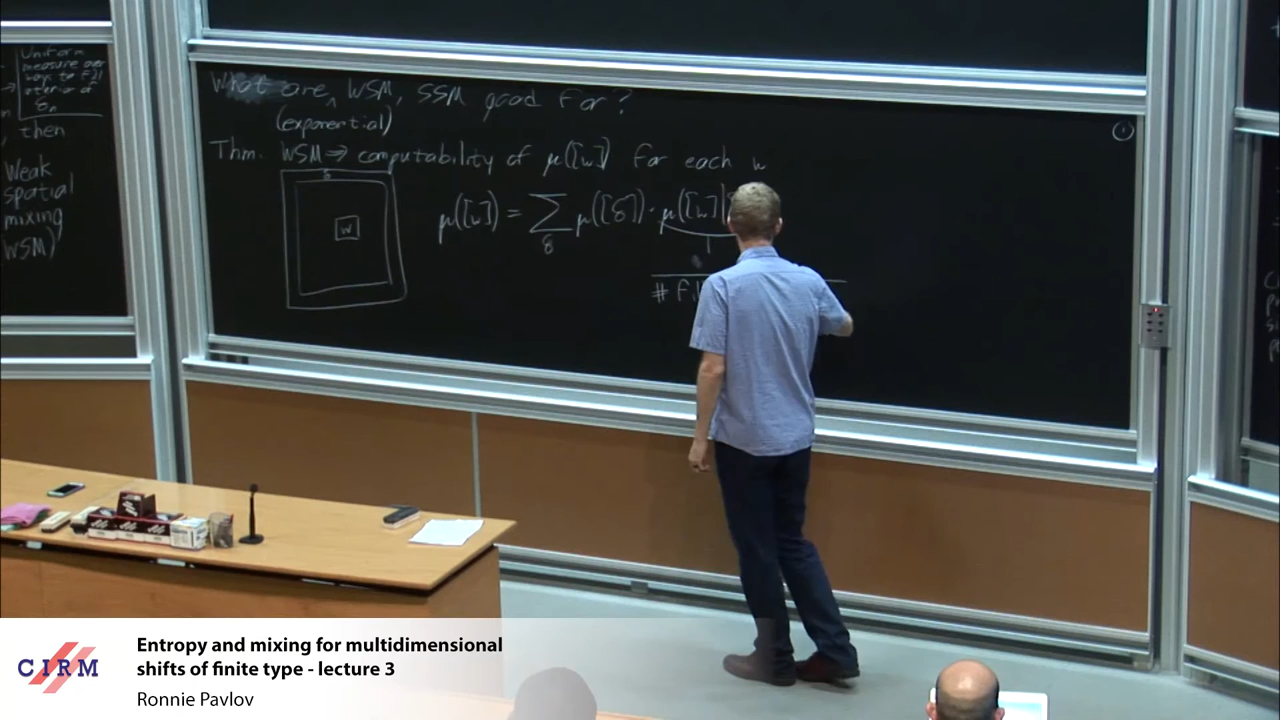 Uniform
measure over
ways to fill
interior of
δn
then
Weak
spatial
mixing
WSM)
What are WSM, SSM good for?
(exponential)
Thm. WSM ⇒ computability of μ([w]) for each w
δ
w
μ([w]) = ∑ μ([δ]) · μ([w]|
δ
# fil
CIRM
Entropy and mixing for multidimensional
shifts of finite type - lecture 3
Ronnie Pavlov